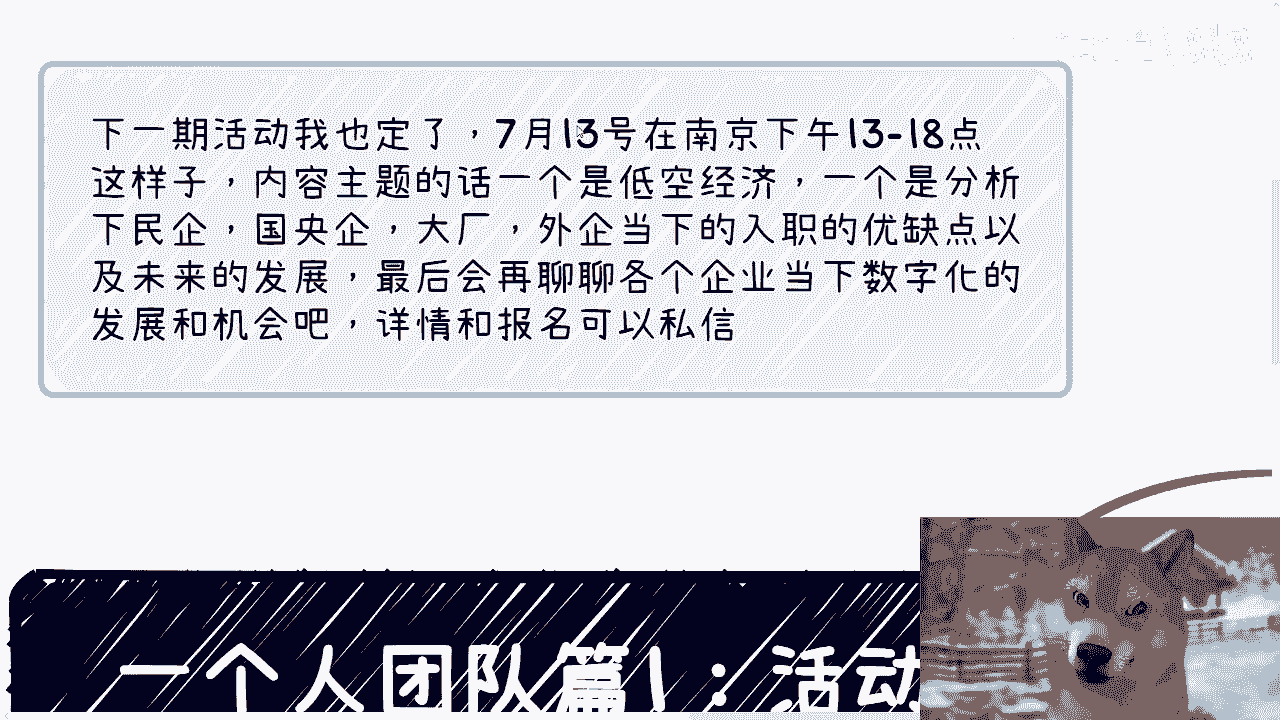 下一期活动我也定了，7月13号在南京下午13-18点
这样子，内容主题的话一个是低空经济，一个是分析
下民企，国央企，大厂，外企当下的入职的优缺点以
及未来的发展，最后会再聊聊各个企业当下数字化的
发展和机会吧，详情和报名可以私信
一个人团队篇1：活动